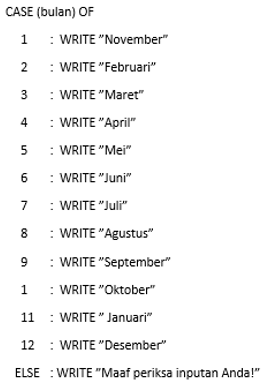 CASE (bulan) OF
1 : WRITE ”November”
2 : WRITE ”Februari”
3 : WRITE ”Maret”
4 : WRITE ”April”
5 : WRITE ”Mei”
6 : WRITE ”Juni”
7 : WRITE ”Juli”
8 : WRITE ”Agustus”
9 : WRITE ”September”
1 : WRITE ”Oktober”
11 : WRITE ” Januari”
12 : WRITE ”Desember”
ELSE : WRITE ”Maaf periksa inputan Anda!”